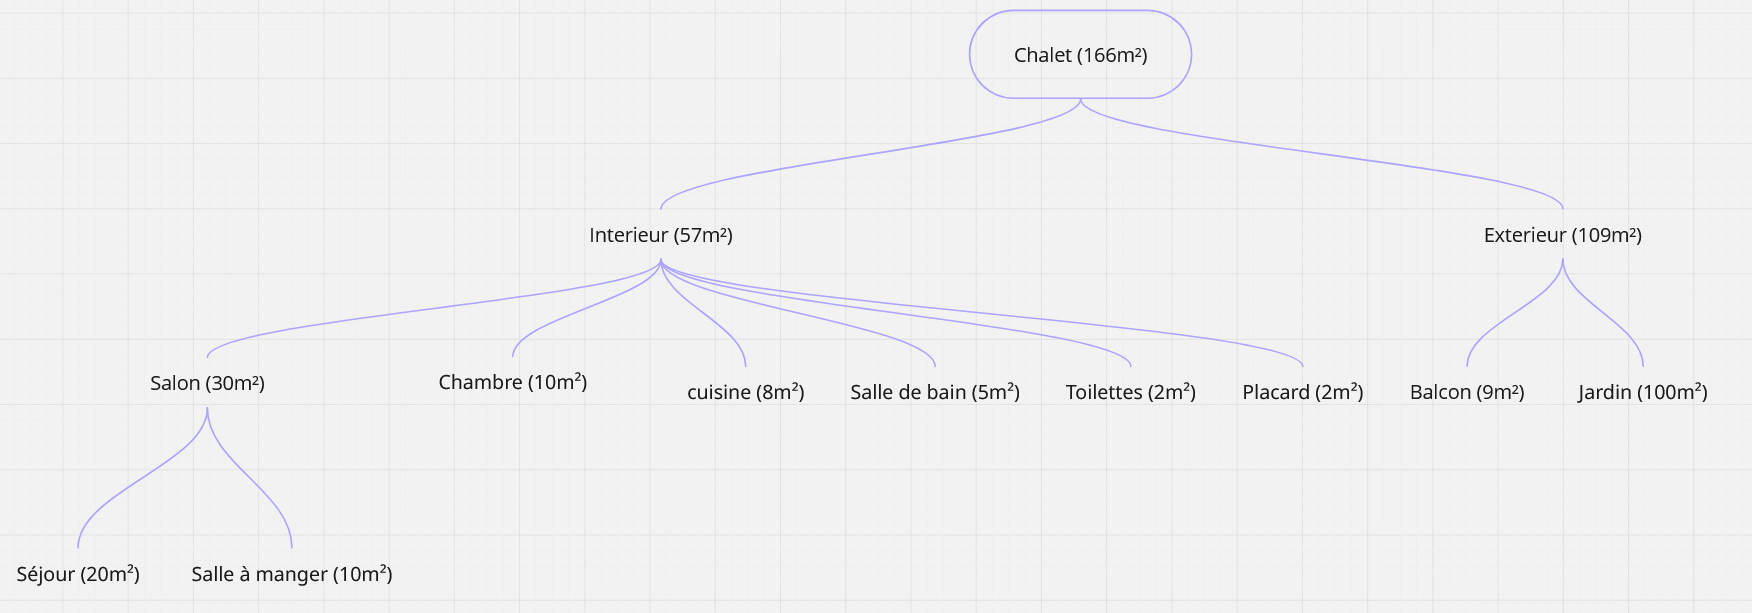 Chalet (166m²)
Interieur (57m²)
Exterieur (109m²)
Salon (30m²)
Chambre (10m²)
cuisine (8m²)
Salle de bain (5m²)
Toilettes (2m²)
Placard (2m²)
Balcon (9m²)
Jardin (100m²)
Séjour (20m²)
Salle à manger (10m²)